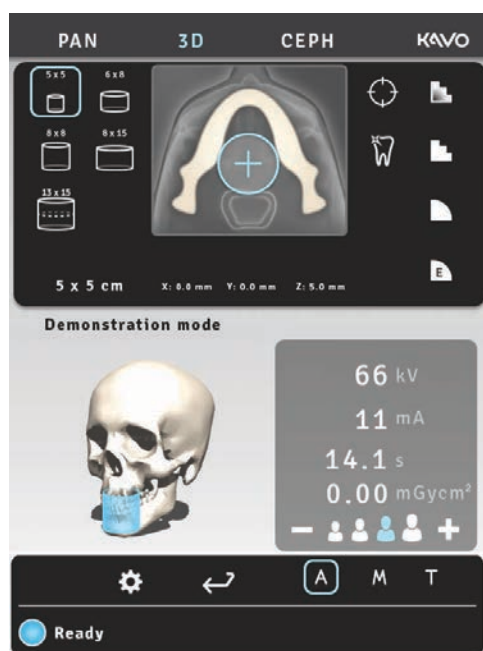 PAN 3D CEPH KAVO
5x5 6x8
8x8 8x15
13x15
E
5 x 5 cm X: 0.0 mm Y: 0.0 mm Z: 5.0 mm
Demonstration mode
66 kV
11 mA
14.1 s
0.00 mGycm²
A M T
Ready